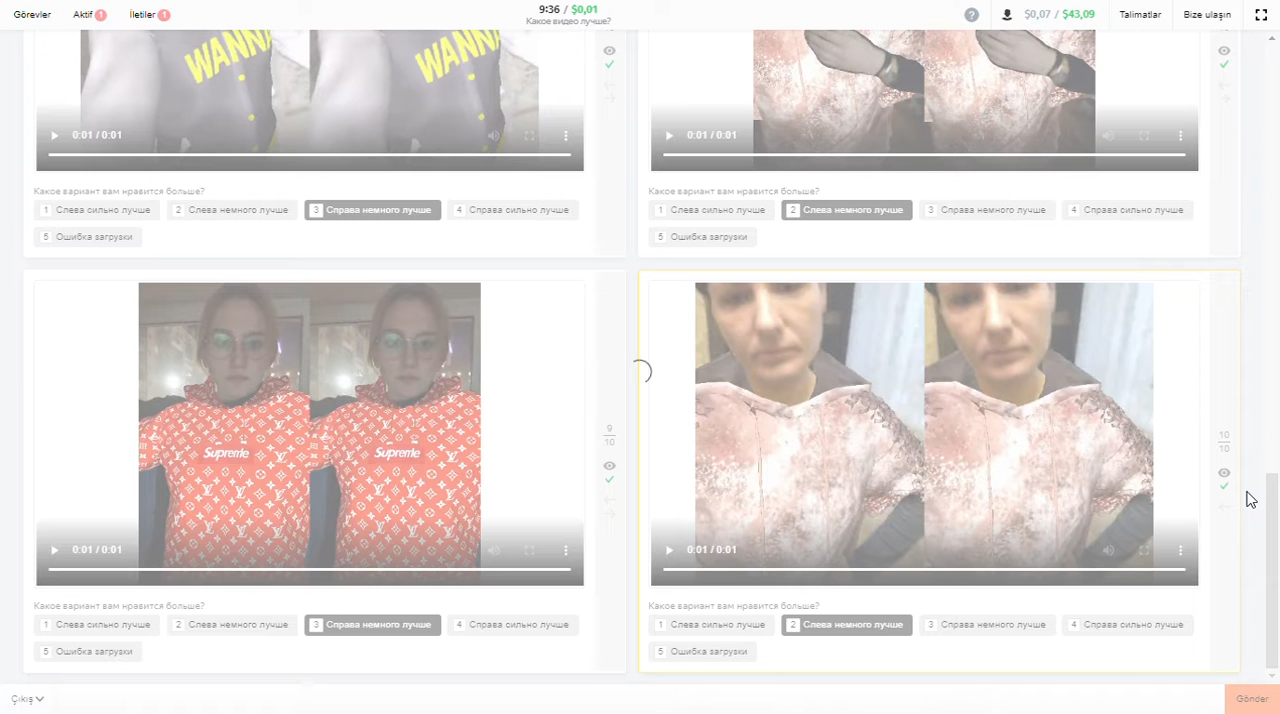 Görevler Aktif 1 İletiler 1 9:36 / $0,01 ? $0,07 / $43,09 Talimatlar Bize ulaşın
Какое видео лучше?
WANNA WANNA
0:01 / 0:01 0:01 / 0:01
Какое вариант вам нравится больше? Какое вариант вам нравится больше?
1 Слева сильно лучше 2 Слева немного лучше 3 Справа немного лучше 4 Справа сильно лучше 1 Слева сильно лучше 2 Слева немного лучше 3 Справа немного лучше 4 Справа сильно лучше
5 Ошибка загрузки 5 Ошибка загрузки
Supreme Supreme
9
10
10
10
0:01 / 0:01 0:01 / 0:01
Какое вариант вам нравится больше? Какое вариант вам нравится больше?
1 Слева сильно лучше 2 Слева немного лучше 3 Справа немного лучше 4 Справа сильно лучше 1 Слева сильно лучше 2 Слева немного лучше 3 Справа немного лучше 4 Справа сильно лучше
5 Ошибка загрузки 5 Ошибка загрузки
Çıkış Gönder